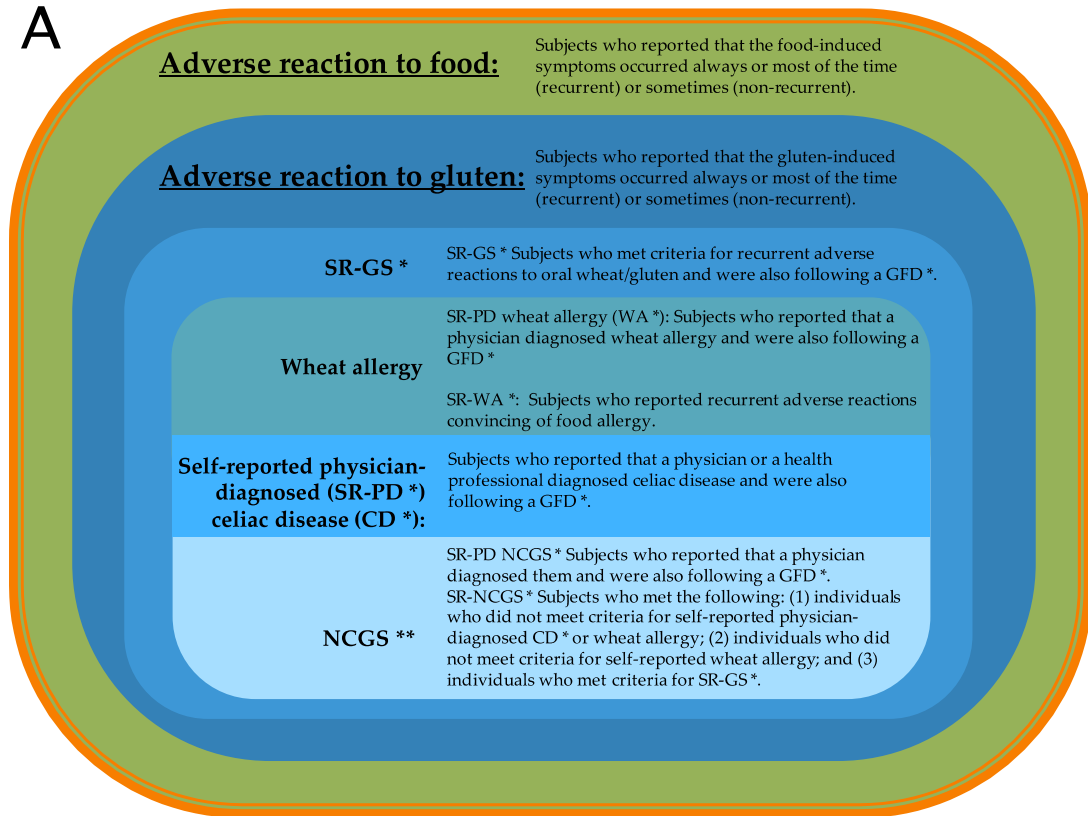 A
Adverse reaction to food:
Subjects who reported that the food-induced
symptoms occurred always or most of the time
(recurrent) or sometimes (non-recurrent).
Adverse reaction to gluten:
Subjects who reported that the gluten-induced
symptoms occurred always or most of the time
(recurrent) or sometimes (non-recurrent).
SR-GS *
SR-GS * Subjects who met criteria for recurrent adverse
reactions to oral wheat/gluten and were also following a GFD *.
Wheat allergy
SR-PD wheat allergy (WA *): Subjects who reported that a
physician diagnosed wheat allergy and were also following a
GFD *
SR-WA *: Subjects who reported recurrent adverse reactions
convincing of food allergy.
Self-reported physician-
diagnosed (SR-PD *)
celiac disease (CD *):
Subjects who reported that a physician or a health
professional diagnosed celiac disease and were also
following a GFD *.
NCGS **
SR-PD NCGS * Subjects who reported that a physician
diagnosed them and were also following a GFD *.
SR-NCGS * Subjects who met the following: (1) individuals
who did not meet criteria for self-reported physician-
diagnosed CD * or wheat allergy; (2) individuals who did
not meet criteria for self-reported wheat allergy; and (3)
individuals who met criteria for SR-GS *.